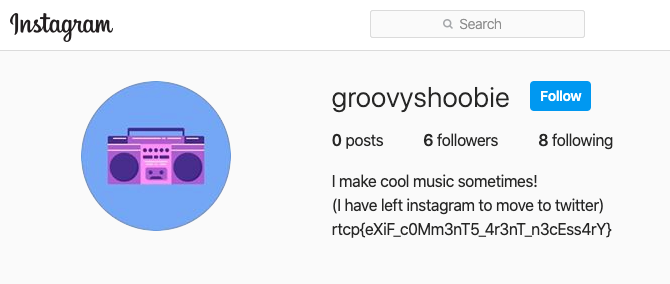 Instagram
Search
groovyshoobie
Follow
0 posts 6 followers 8 following
I make cool music sometimes!
(I have left instagram to move to twitter)
rtcp{eXiF_c0Mm3nT5_4r3nT_n3cEss4rY}